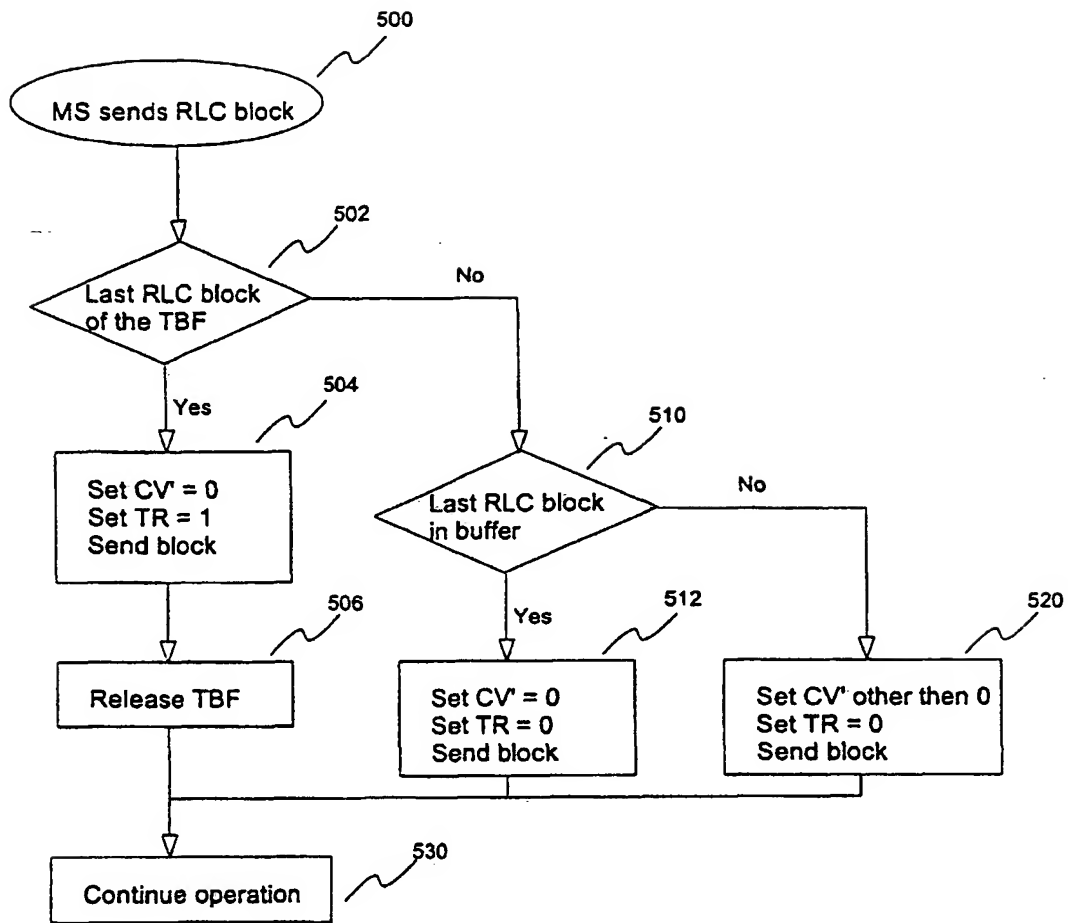 500
MS sends RLC block
502
Last RLC block
of the TBF
No
Yes
504
Set CV' = 0
Set TR = 1
Send block
510
Last RLC block
in buffer
No
506
Release TBF
Yes
512
Set CV' = 0
Set TR = 0
Send block
520
Set CV' other then 0
Set TR = 0
Send block
530
Continue operation